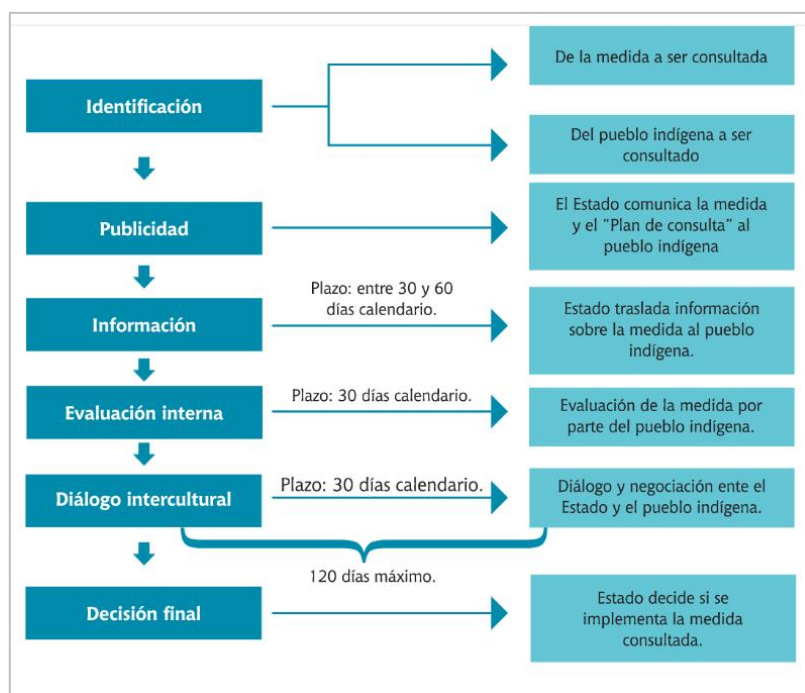 Identificación
De la medida a ser consultada
Del pueblo indígena a ser
consultado
Publicidad
El Estado comunica la medida
y el “Plan de consulta” al
pueblo indígena
Información
Plazo: entre 30 y 60
días calendario.
Estado traslada información
sobre la medida al pueblo
indígena.
Evaluación interna
Plazo: 30 días calendario.
Evaluación de la medida por
parte del pueblo indígena.
Diálogo intercultural
Plazo: 30 días calendario.
Diálogo y negociación ente el
Estado y el pueblo indígena.
120 días máximo.
Decisión final
Estado decide si se
implementa la medida
consultada.